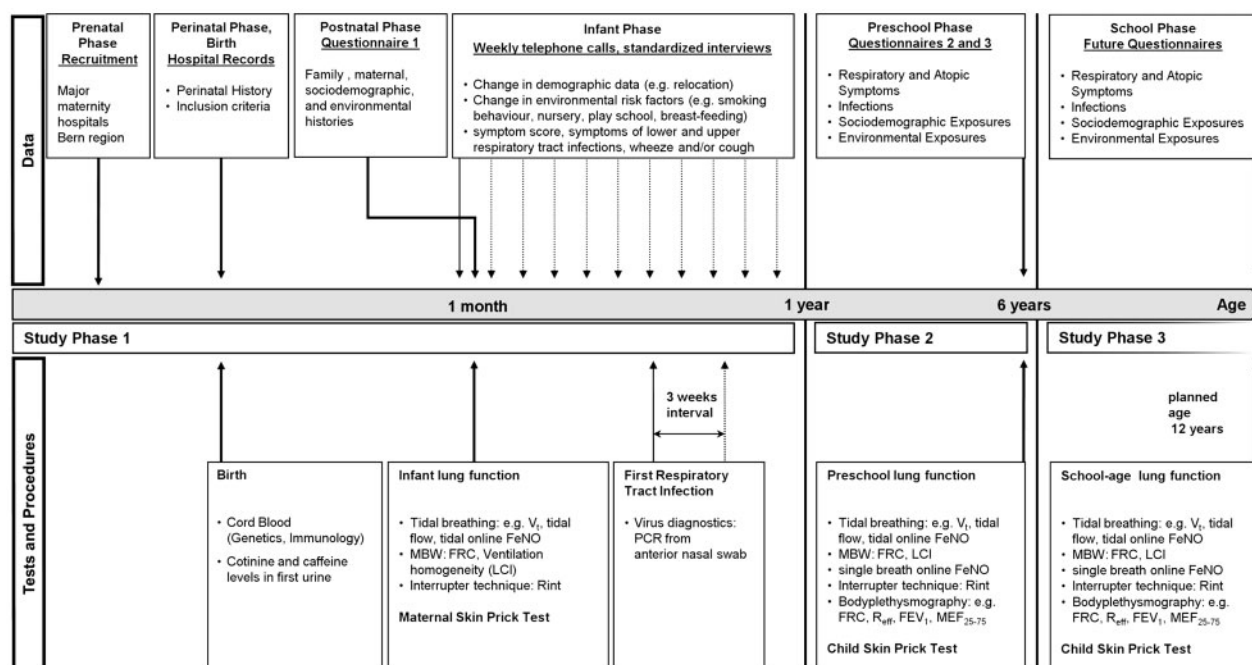 Data
Prenatal
Phase
Recruitment
Major
maternity
hospitals
Bern region
Perinatal Phase,
Birth
Hospital Records
• Perinatal History
• Inclusion criteria
Postnatal Phase
Questionnaire 1
Family , maternal,
sociodemographic,
and environmental
histories
Infant Phase
Weekly telephone calls, standardized interviews
• Change in demographic data (e.g. relocation)
• Change in environmental risk factors (e.g. smoking
behaviour, nursery, play school, breast-feeding)
• symptom score, symptoms of lower and upper
respiratory tract infections, wheeze and/or cough
Preschool Phase
Questionnaires 2 and 3
• Respiratory and Atopic
Symptoms
• Infections
• Sociodemographic Exposures
• Environmental Exposures
School Phase
Future Questionnaires
• Respiratory and Atopic
Symptoms
• Infections
• Sociodemographic Exposures
• Environmental Exposures
1 month 1 year 6 years Age
Study Phase 1 Study Phase 2 Study Phase 3
Tests and Procedures
3 weeks
interval
planned
age
12 years
Birth
• Cord Blood
(Genetics, Immunology)
• Cotinine and caffeine
levels in first urine
Infant lung function
• Tidal breathing: e.g. Vt, tidal
flow, tidal online FeNO
• MBW: FRC, Ventilation
homogeneity (LCI)
• Interrupter technique: Rint
Maternal Skin Prick Test
First Respiratory
Tract Infection
• Virus diagnostics:
PCR from
anterior nasal swab
Preschool lung function
• Tidal breathing: e.g. Vt, tidal
flow, tidal online FeNO
• MBW: FRC, LCI
• single breath online FeNO
• Interrupter technique: Rint
• Bodyplethysmography: e.g.
FRC, Reff, FEV1, MEF25-75
Child Skin Prick Test
School-age lung function
• Tidal breathing: e.g. Vt, tidal
flow, tidal online FeNO
• MBW: FRC, LCI
• single breath online FeNO
• Interrupter technique: Rint
• Bodyplethysmography: e.g.
FRC, Reff, FEV1, MEF25-75
Child Skin Prick Test